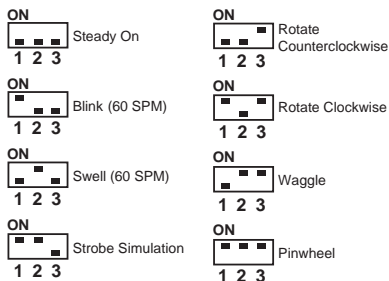 ON
Steady On
1 2 3
ON
Blink (60 SPM)
1 2 3
ON
Swell (60 SPM)
1 2 3
ON
Strobe Simulation
1 2 3
ON
Rotate
Counterclockwise
1 2 3
ON
Rotate Clockwise
1 2 3
ON
Waggle
1 2 3
ON
Pinwheel
1 2 3